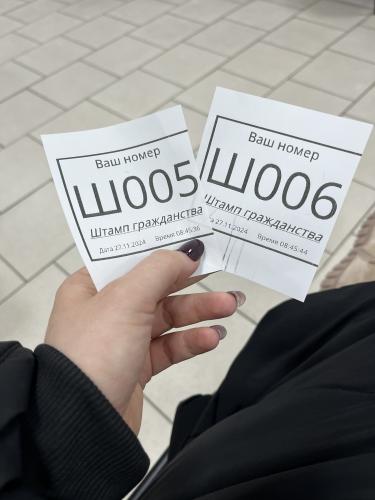 Ваш номер
Ш005
Штамп гражданства
Дата 27.11.2024 Время 08:45:36
Ваш номер
Ш006
Штамп гражданства
27.11.2024 Время 08:45:44